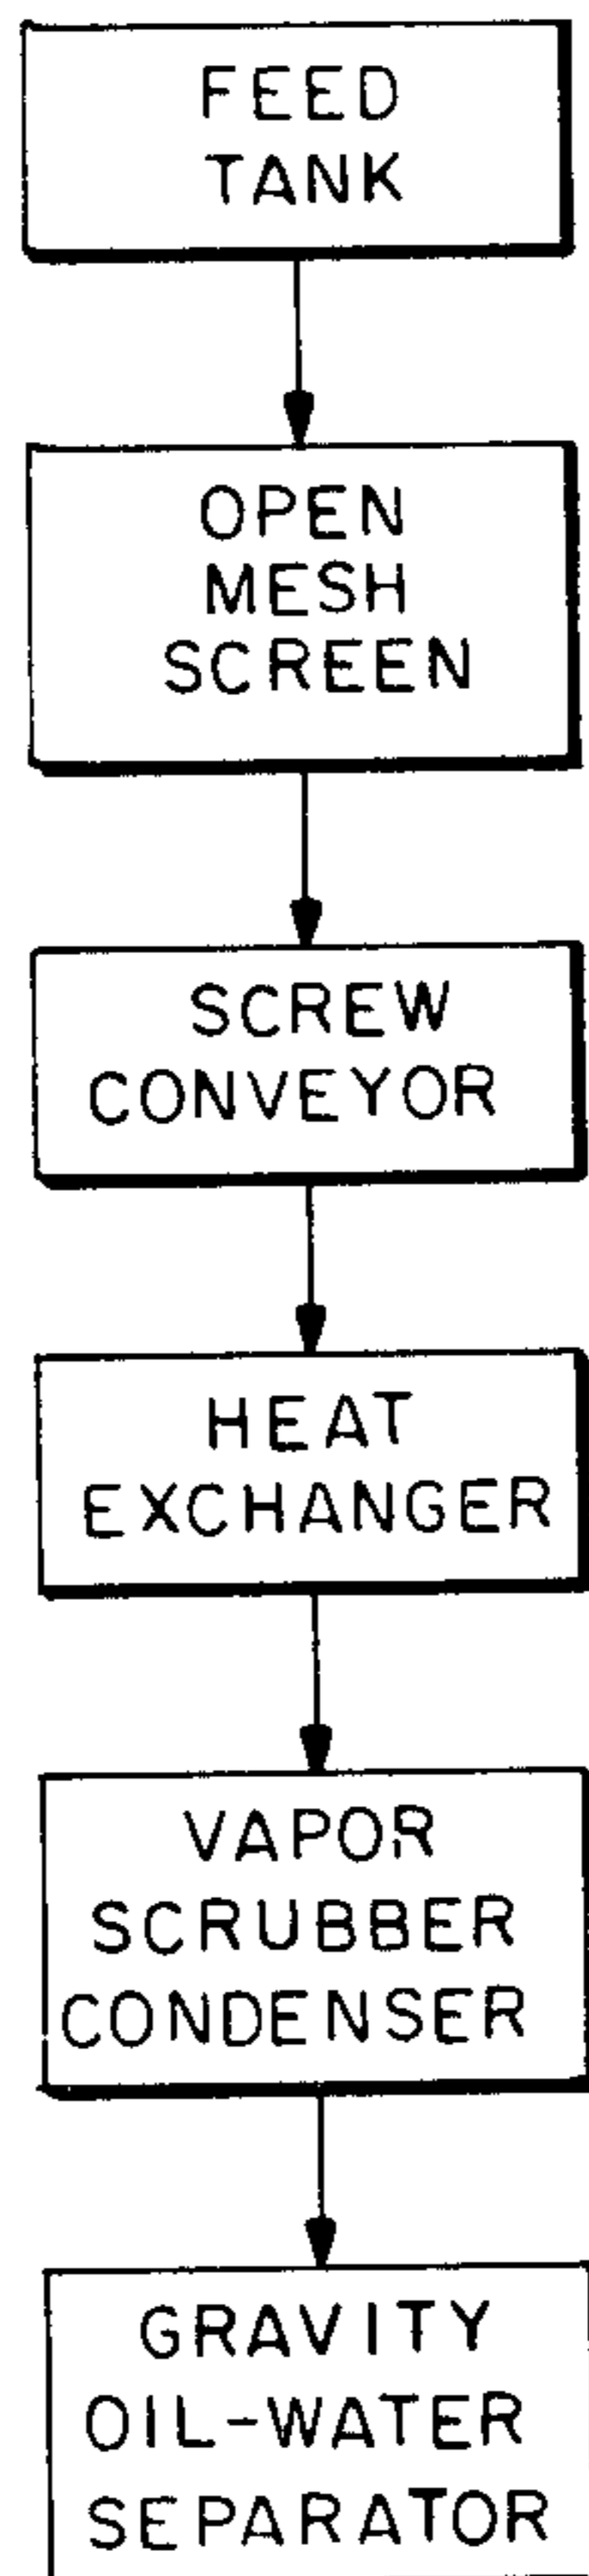 FEED
TANK
OPEN
MESH
SCREEN
SCREW
CONVEYOR
HEAT
EXCHANGER
VAPOR
SCRUBBER
CONDENSER
GRAVITY
OIL-WATER
SEPARATOR